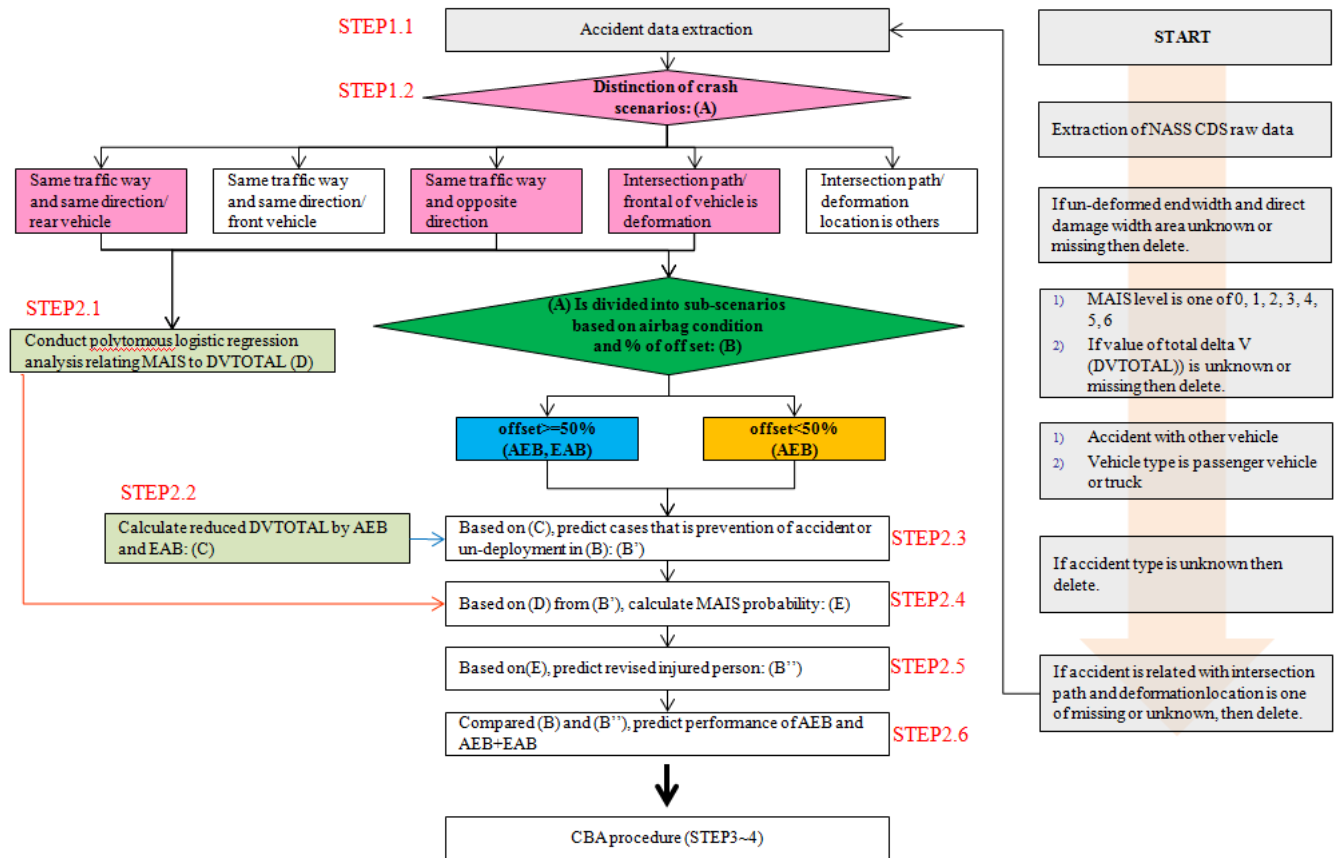 STEP1.1
Accident data extraction
STEP1.2
Distinction of crash
scenarios: (A)
Same traffic way
and same direction/
rear vehicle
Same traffic way
and same direction/
front vehicle
Same traffic way
and opposite
direction
Intersection path/
frontal of vehicle is
deformation
Intersection path/
deformation
location is others
STEP2.1
Conduct polytomous logistic regression
analysis relating MAIS to DVTOTAL (D)
(A) Is divided into sub-scenarios
based on airbag condition
and % of off set: (B)
offset>=50%
(AEB, EAB)
offset<50%
(AEB)
STEP2.2
Calculate reduced DVTOTAL by AEB
and EAB: (C)
Based on (C), predict cases that is prevention of accident or
un-deployment in (B): (B’)
STEP2.3
Based on (D) from (B’), calculate MAIS probability: (E)
STEP2.4
Based on(E), predict revised injured person: (B’’)
STEP2.5
Compared (B) and (B’’), predict performance of AEB and
AEB+EAB
STEP2.6
CBA procedure (STEP3~4)
START
Extraction of NASS CDS raw data
If un-deformed end width and direct
damage width area unknown or
missing then delete.
1) MAIS level is one of 0, 1, 2, 3, 4,
5, 6
2) If value of total delta V
(DVTOTAL)) is unknown or
missing then delete.
1) Accident with other vehicle
2) Vehicle type is passenger vehicle
or truck
If accident type is unknown then
delete.
If accident is related with intersection
path and deformation location is one
of missing or unknown, then delete.